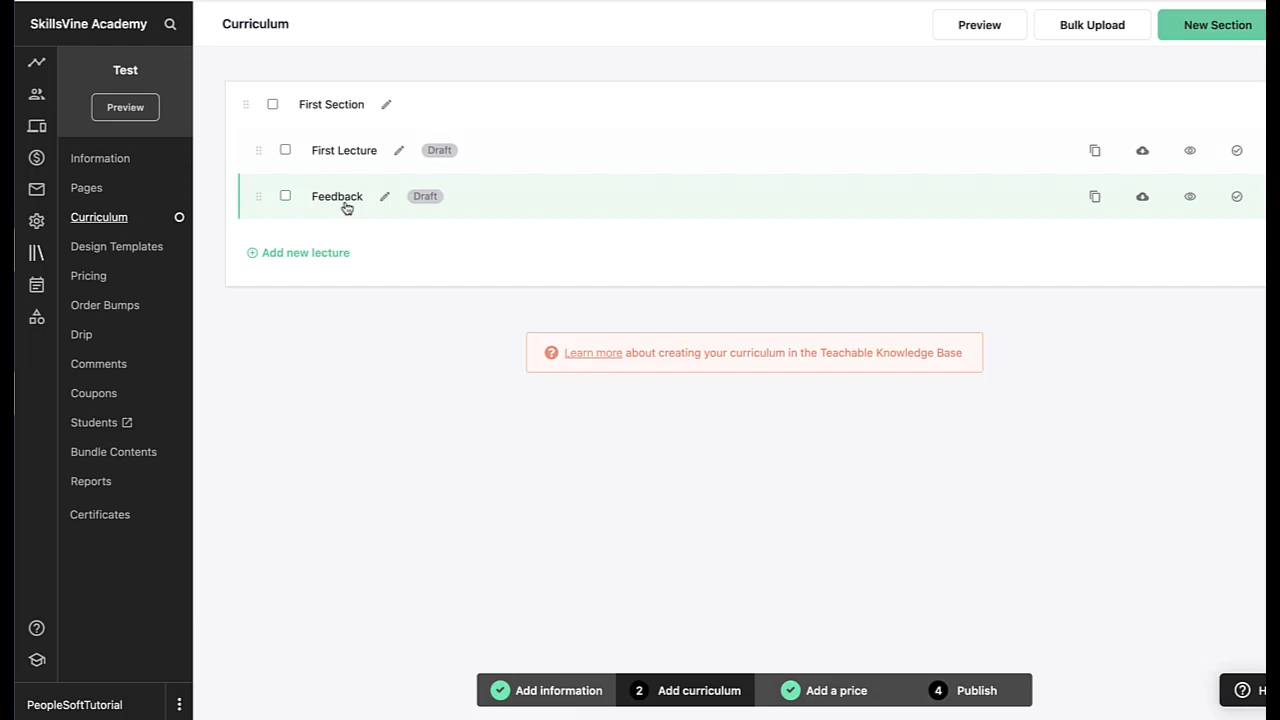 SkillsVine Academy
Curriculum
Preview
Bulk Upload
New Section
Test
Preview
Information
Pages
Curriculum
Design Templates
Pricing
Order Bumps
Drip
Comments
Coupons
Students
Bundle Contents
Reports
Certificates
PeopleSoftTutorial
First Section
First Lecture
Draft
Feedback
Draft
Add new lecture
Learn more about creating your curriculum in the Teachable Knowledge Base
Add information
2 Add curriculum
Add a price
4 Publish